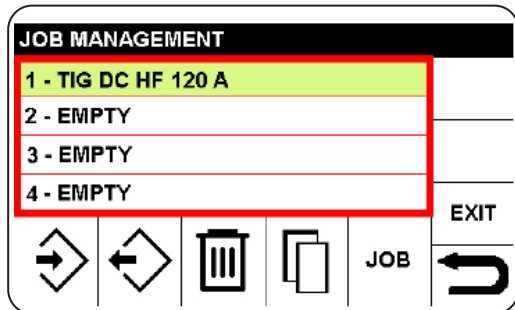 JOB MANAGEMENT
1 - TIG DC HF 120 A
2 - EMPTY
3 - EMPTY
4 - EMPTY
EXIT
JOB